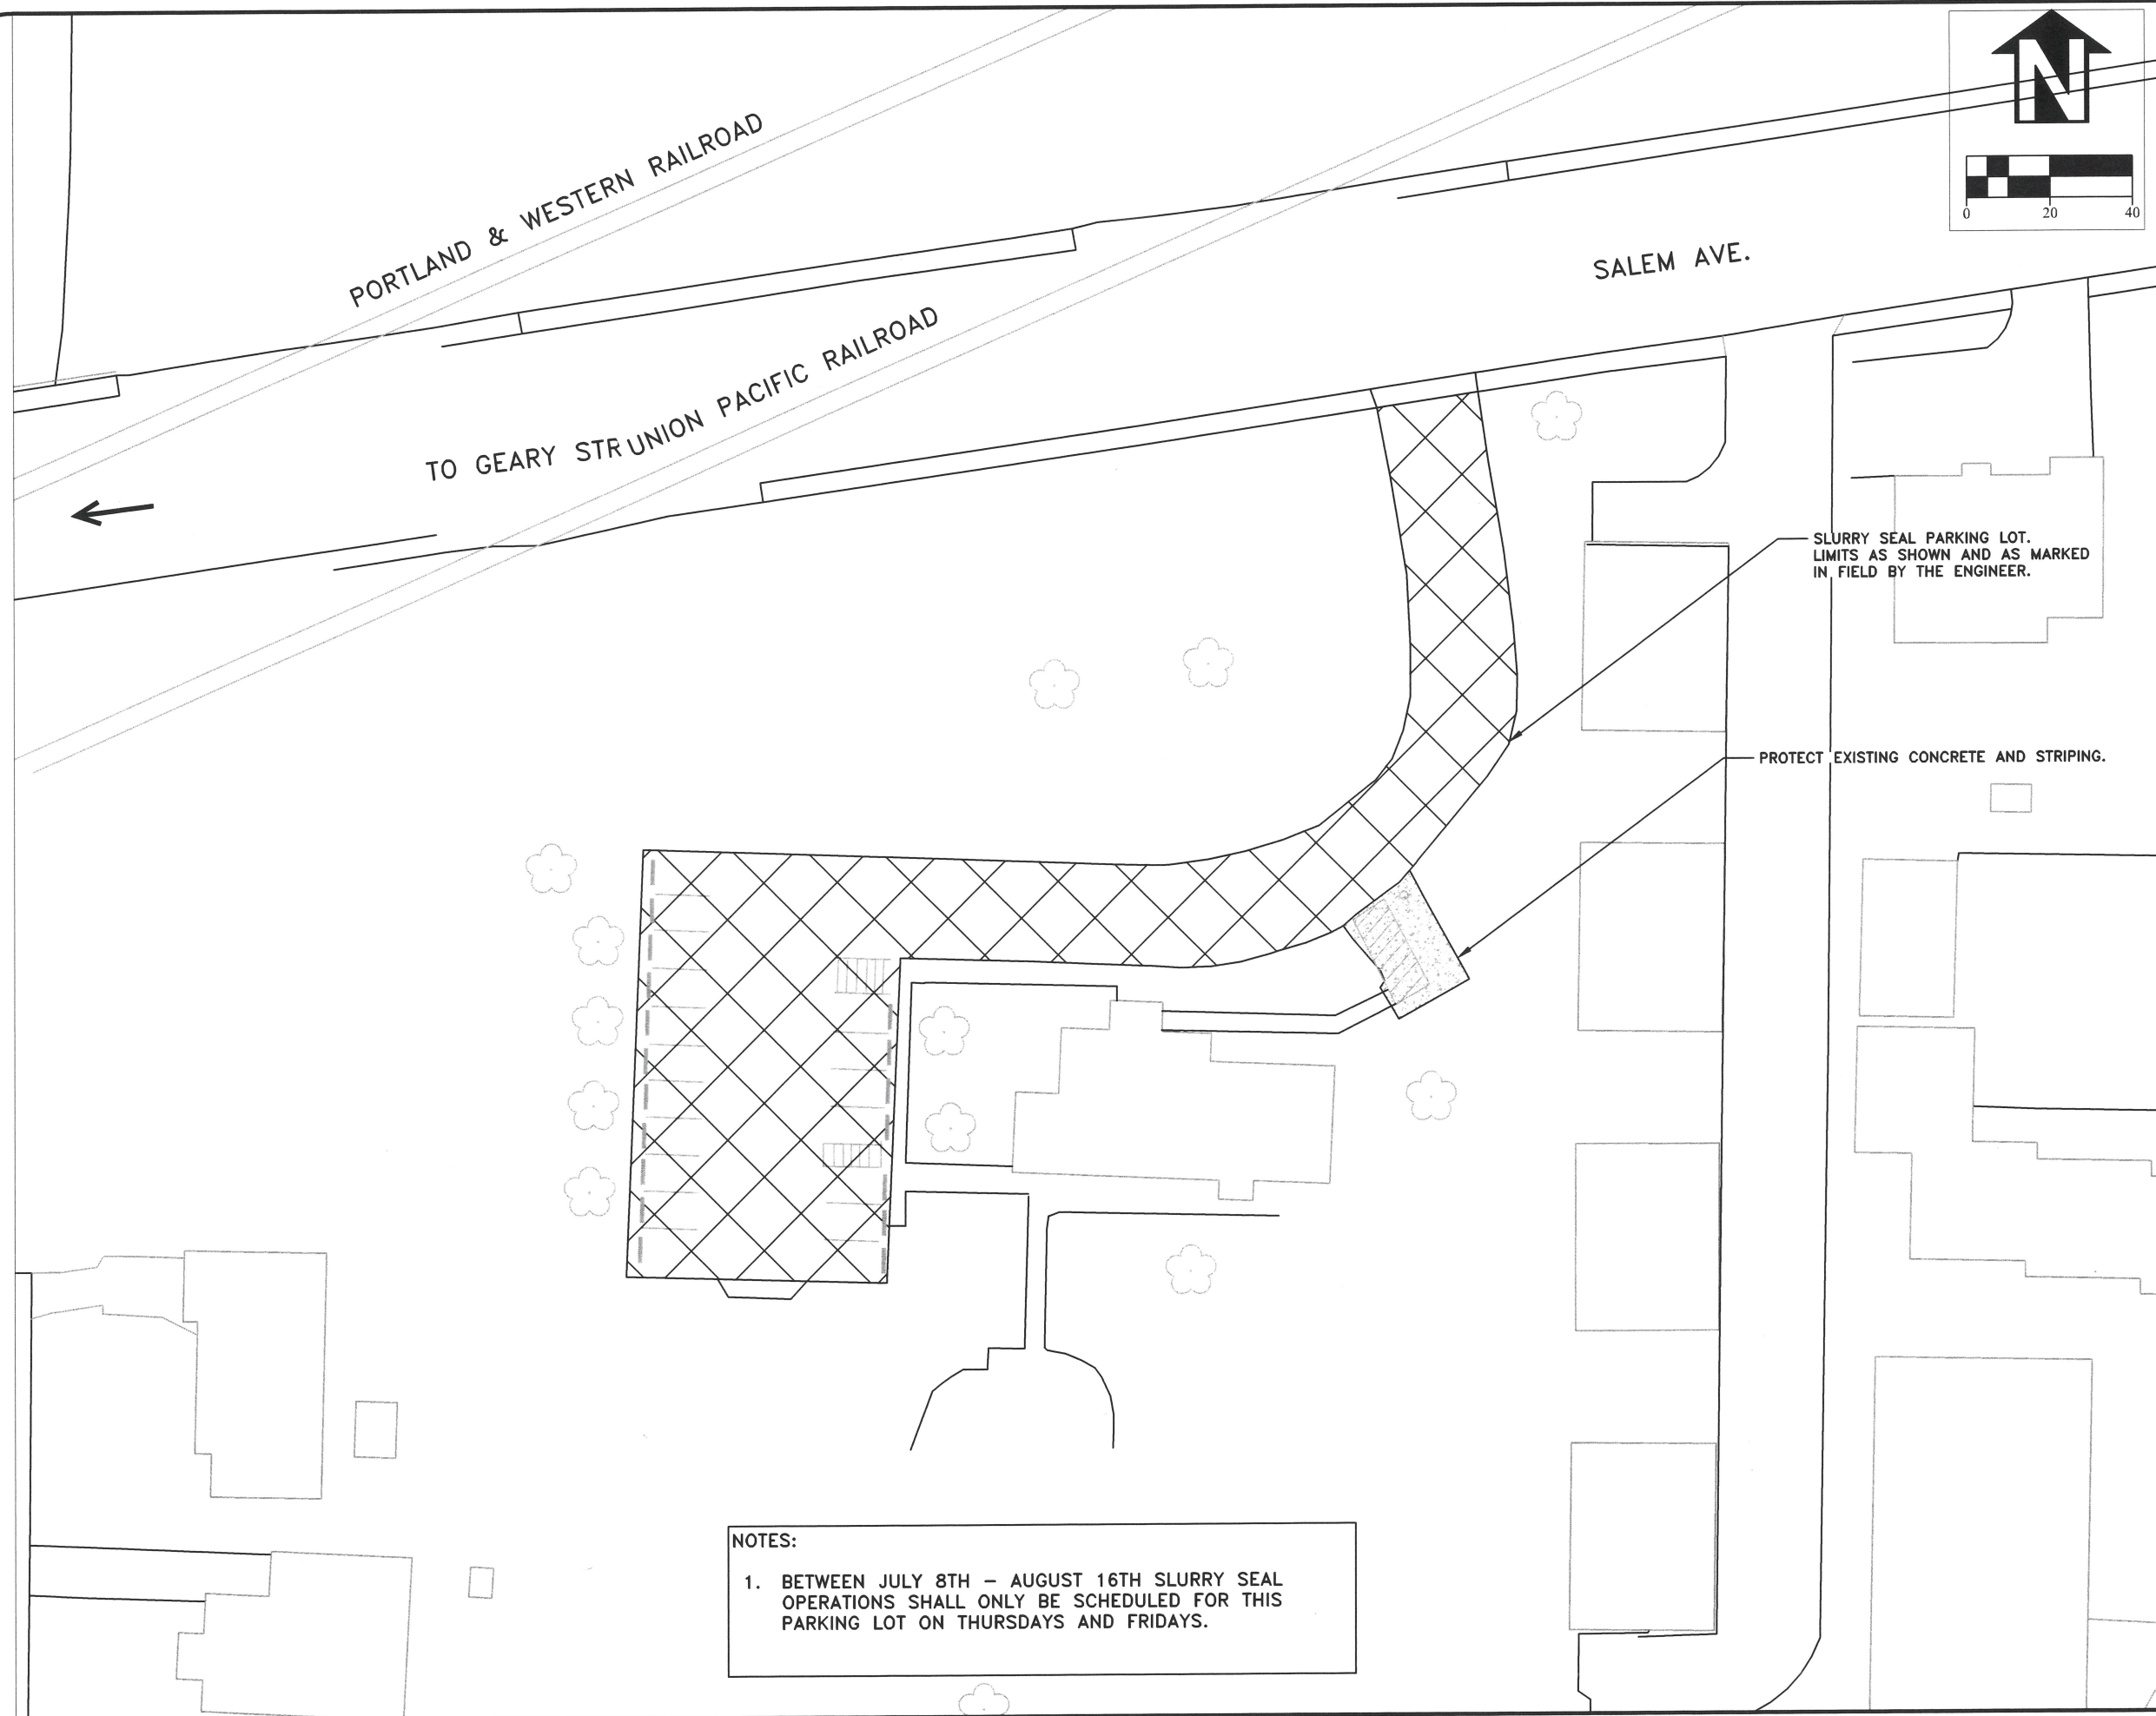 N
0 20 40
PORTLAND & WESTERN RAILROAD
SALEM AVE.
TO GEARY STR
UNION PACIFIC RAILROAD
SLURRY SEAL PARKING LOT.
LIMITS AS SHOWN AND AS MARKED
IN FIELD BY THE ENGINEER.
PROTECT EXISTING CONCRETE AND STRIPING.
NOTES:
1. BETWEEN JULY 8TH – AUGUST 16TH SLURRY SEAL
OPERATIONS SHALL ONLY BE SCHEDULED FOR THIS
PARKING LOT ON THURSDAYS AND FRIDAYS.